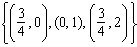 {(3/4, 0), (0, 1), (3/4, 2)}